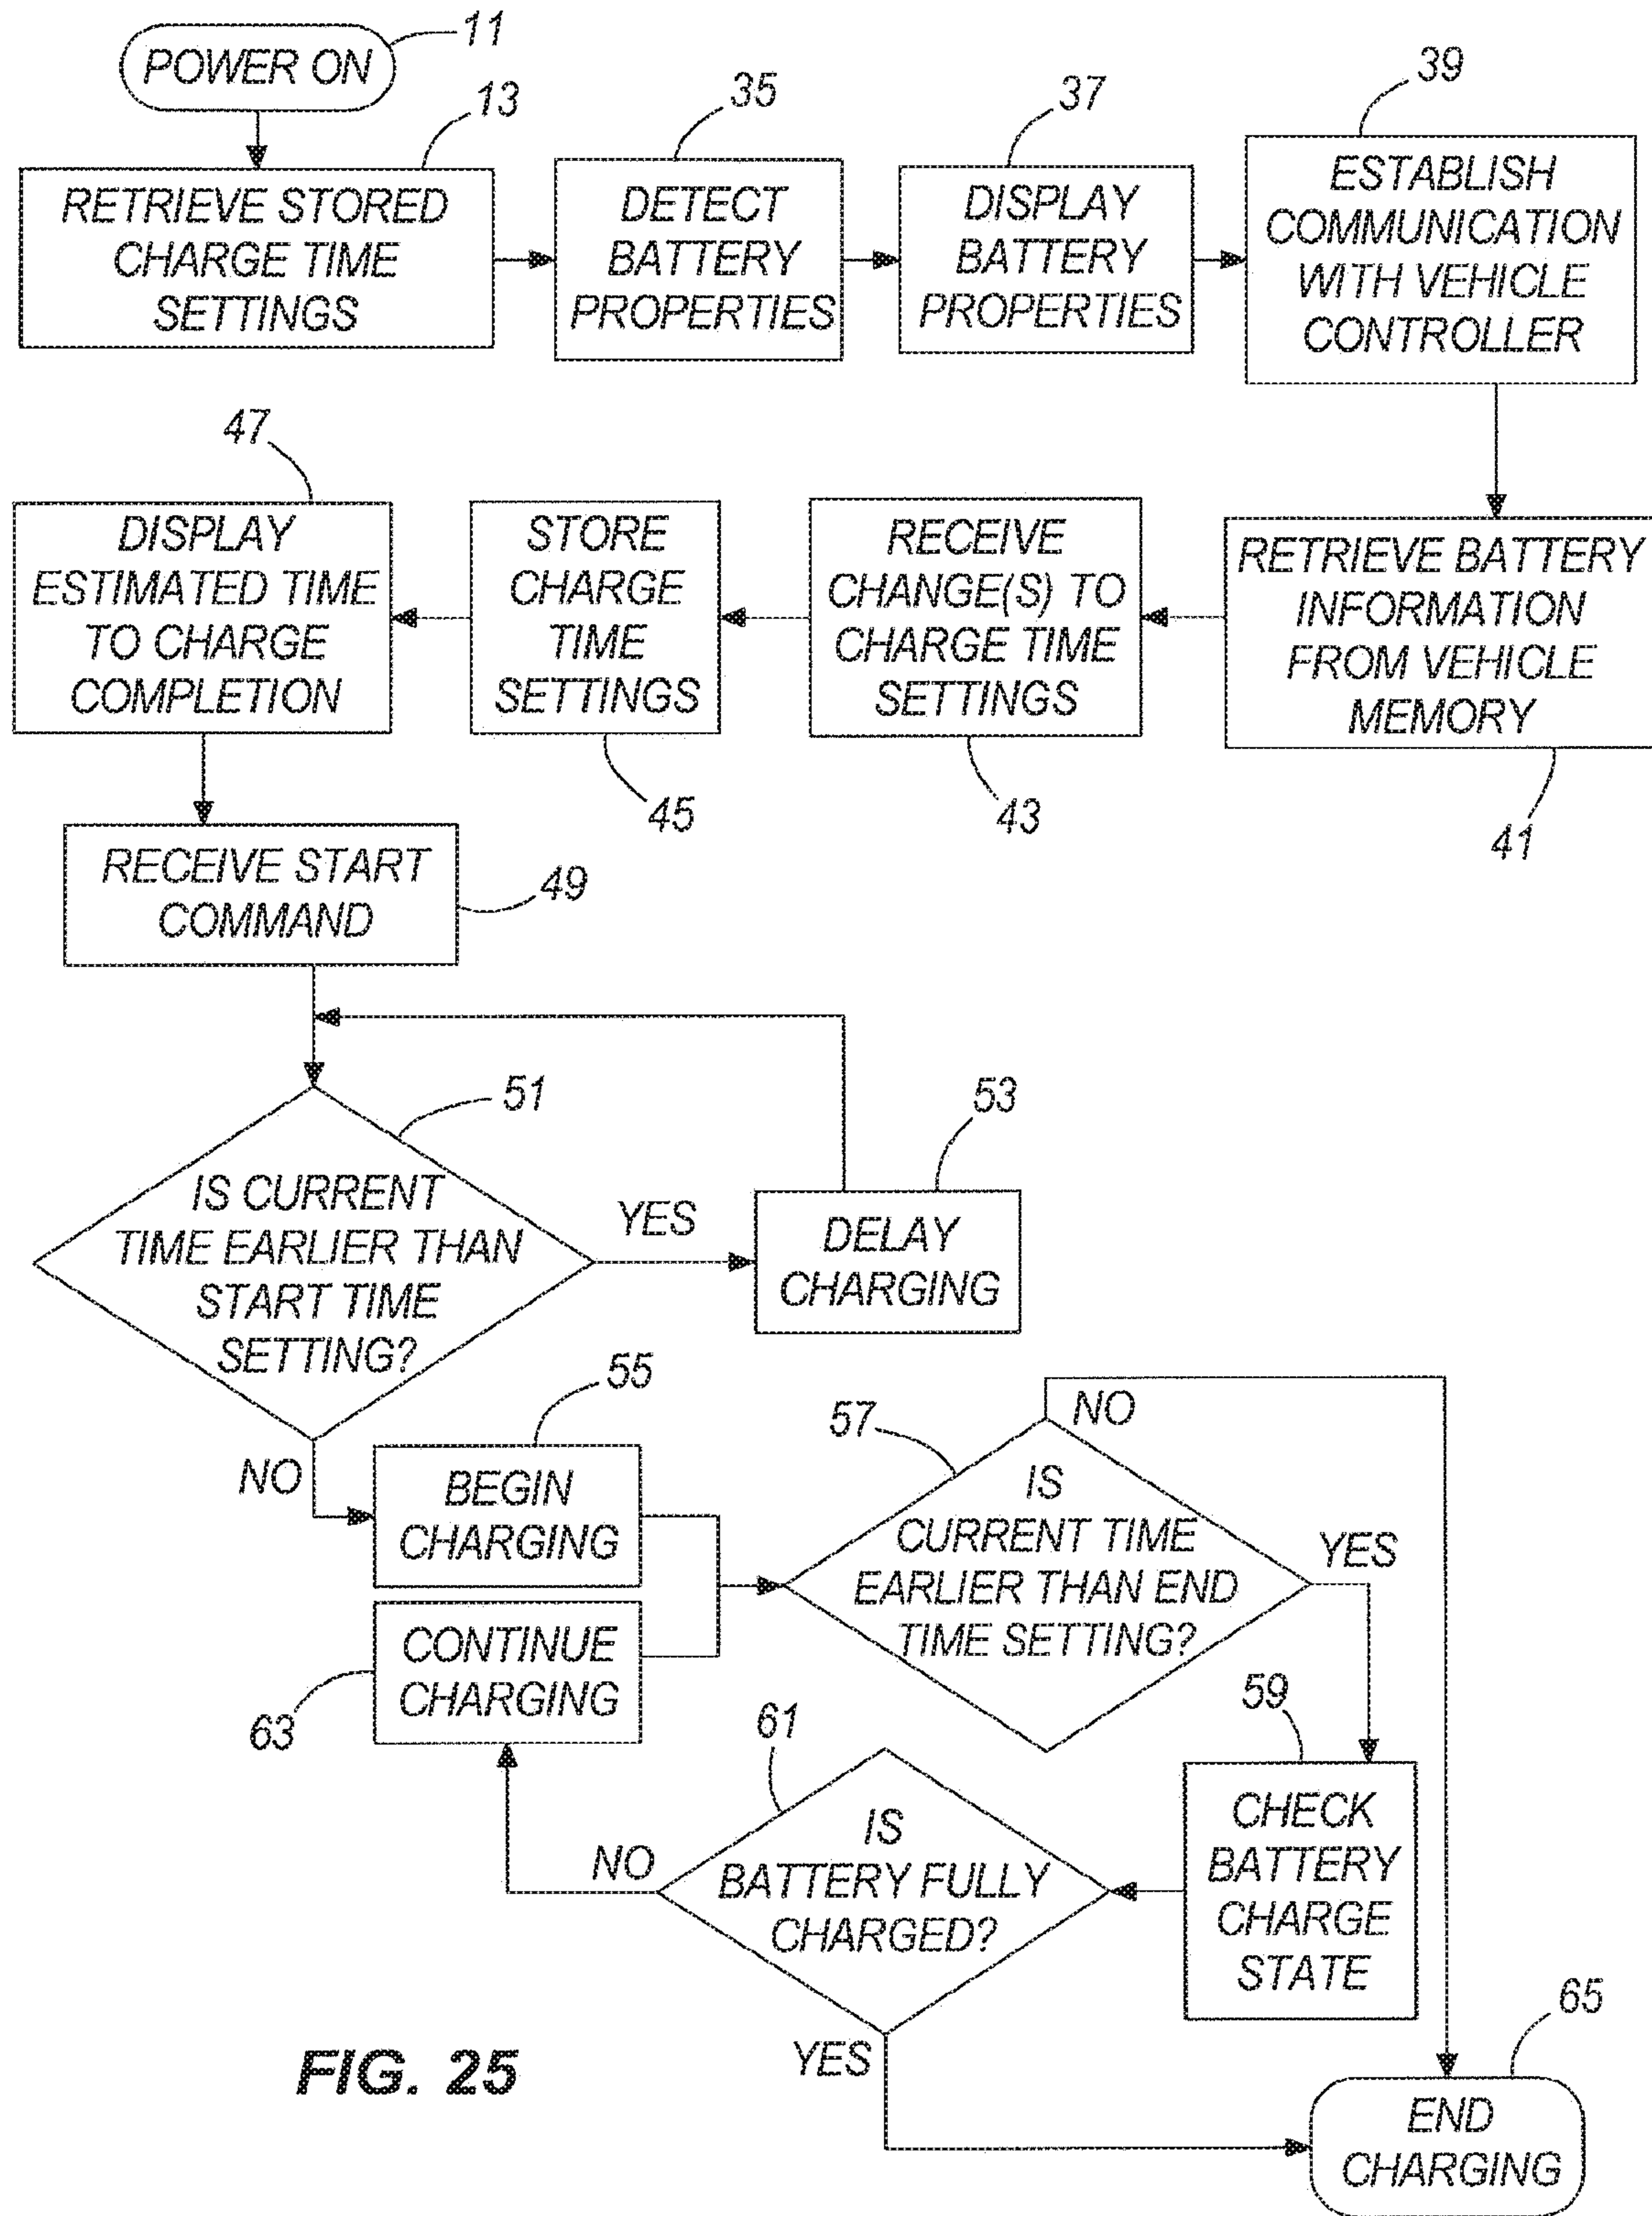 11
POWER ON
13
RETRIEVE STORED
CHARGE TIME
SETTINGS
35
DETECT
BATTERY
PROPERTIES
37
DISPLAY
BATTERY
PROPERTIES
39
ESTABLISH
COMMUNICATION
WITH VEHICLE
CONTROLLER
RETRIEVE BATTERY
INFORMATION
FROM VEHICLE
MEMORY
41
RECEIVE
CHANGE(S) TO
CHARGE TIME
SETTINGS
43
STORE
CHARGE
TIME
SETTINGS
45
47
DISPLAY
ESTIMATED TIME
TO CHARGE
COMPLETION
RECEIVE START
COMMAND
49
51
IS CURRENT
TIME EARLIER THAN
START TIME
SETTING?
YES
53
DELAY
CHARGING
NO
55
BEGIN
CHARGING
57
IS
CURRENT TIME
EARLIER THAN END
TIME SETTING?
NO
YES
59
CHECK
BATTERY
CHARGE
STATE
61
IS
BATTERY FULLY
CHARGED?
NO
CONTINUE
CHARGING
63
YES
65
END
CHARGING
FIG. 25